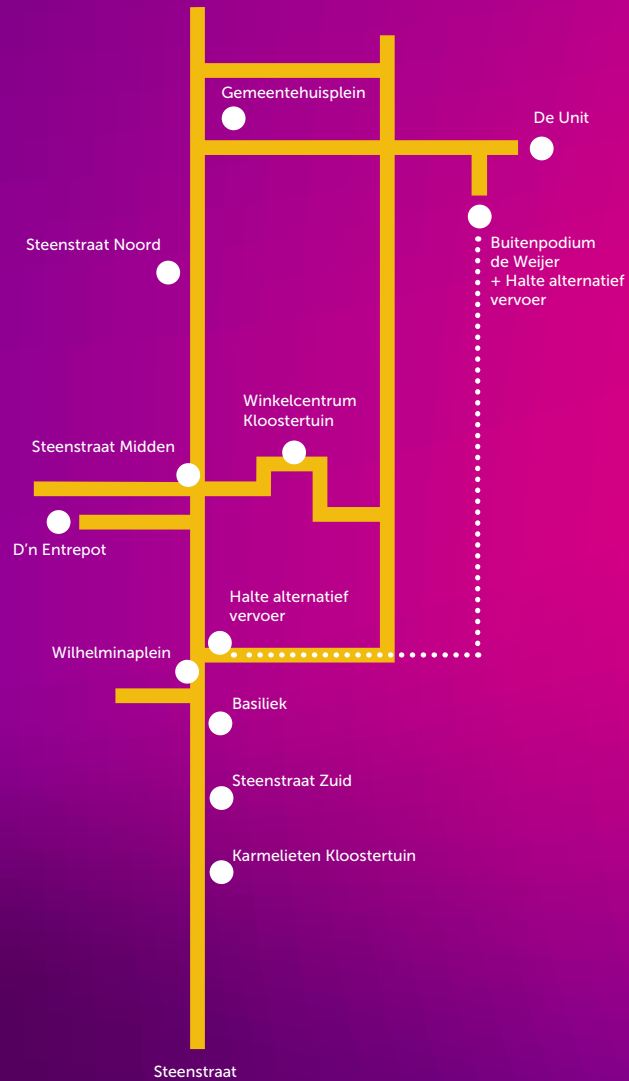 Gemeentehuisplein
De Unit
Steenstraat Noord
Buitenpodium
de Weijer
+ Halte alternatief
vervoer
Winkelcentrum
Kloostertuin
Steenstraat Midden
D'n Entrepot
Halte alternatief
vervoer
Wilhelminaplein
Basiliek
Steenstraat Zuid
Karmelieten Kloostertuin
Steenstraat